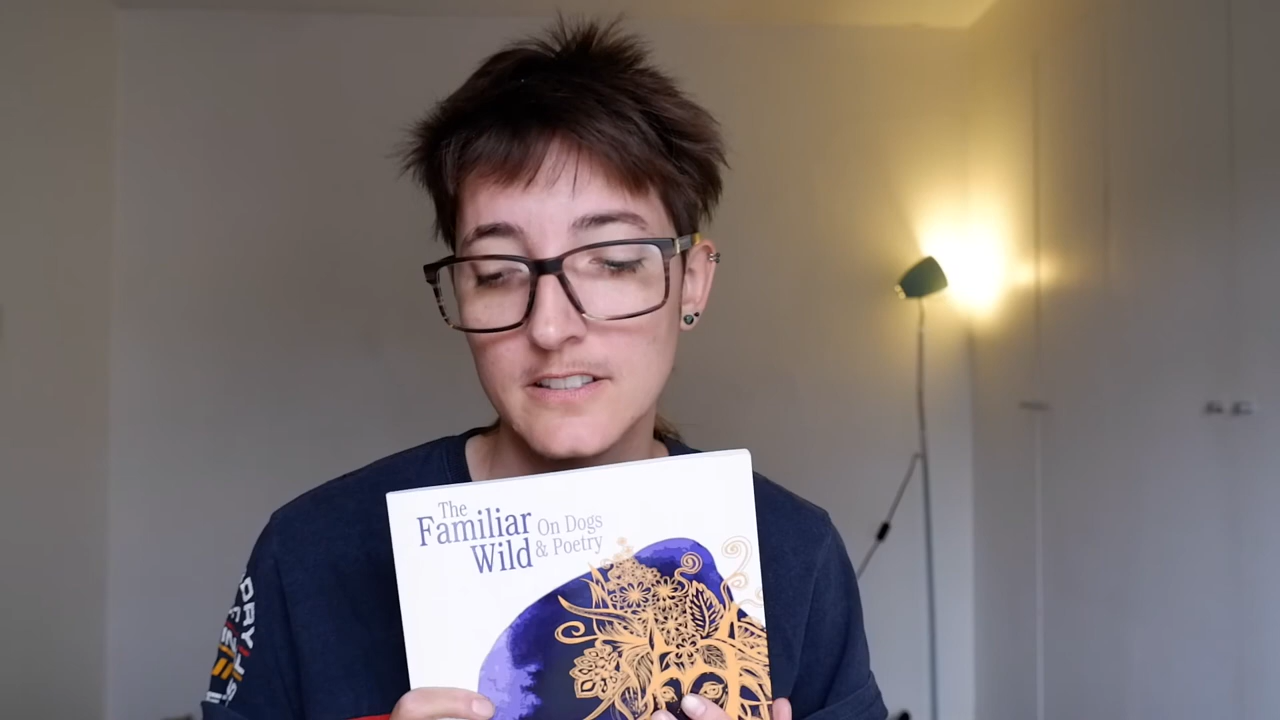 The
Familiar
Wild
On Dogs
& Poetry